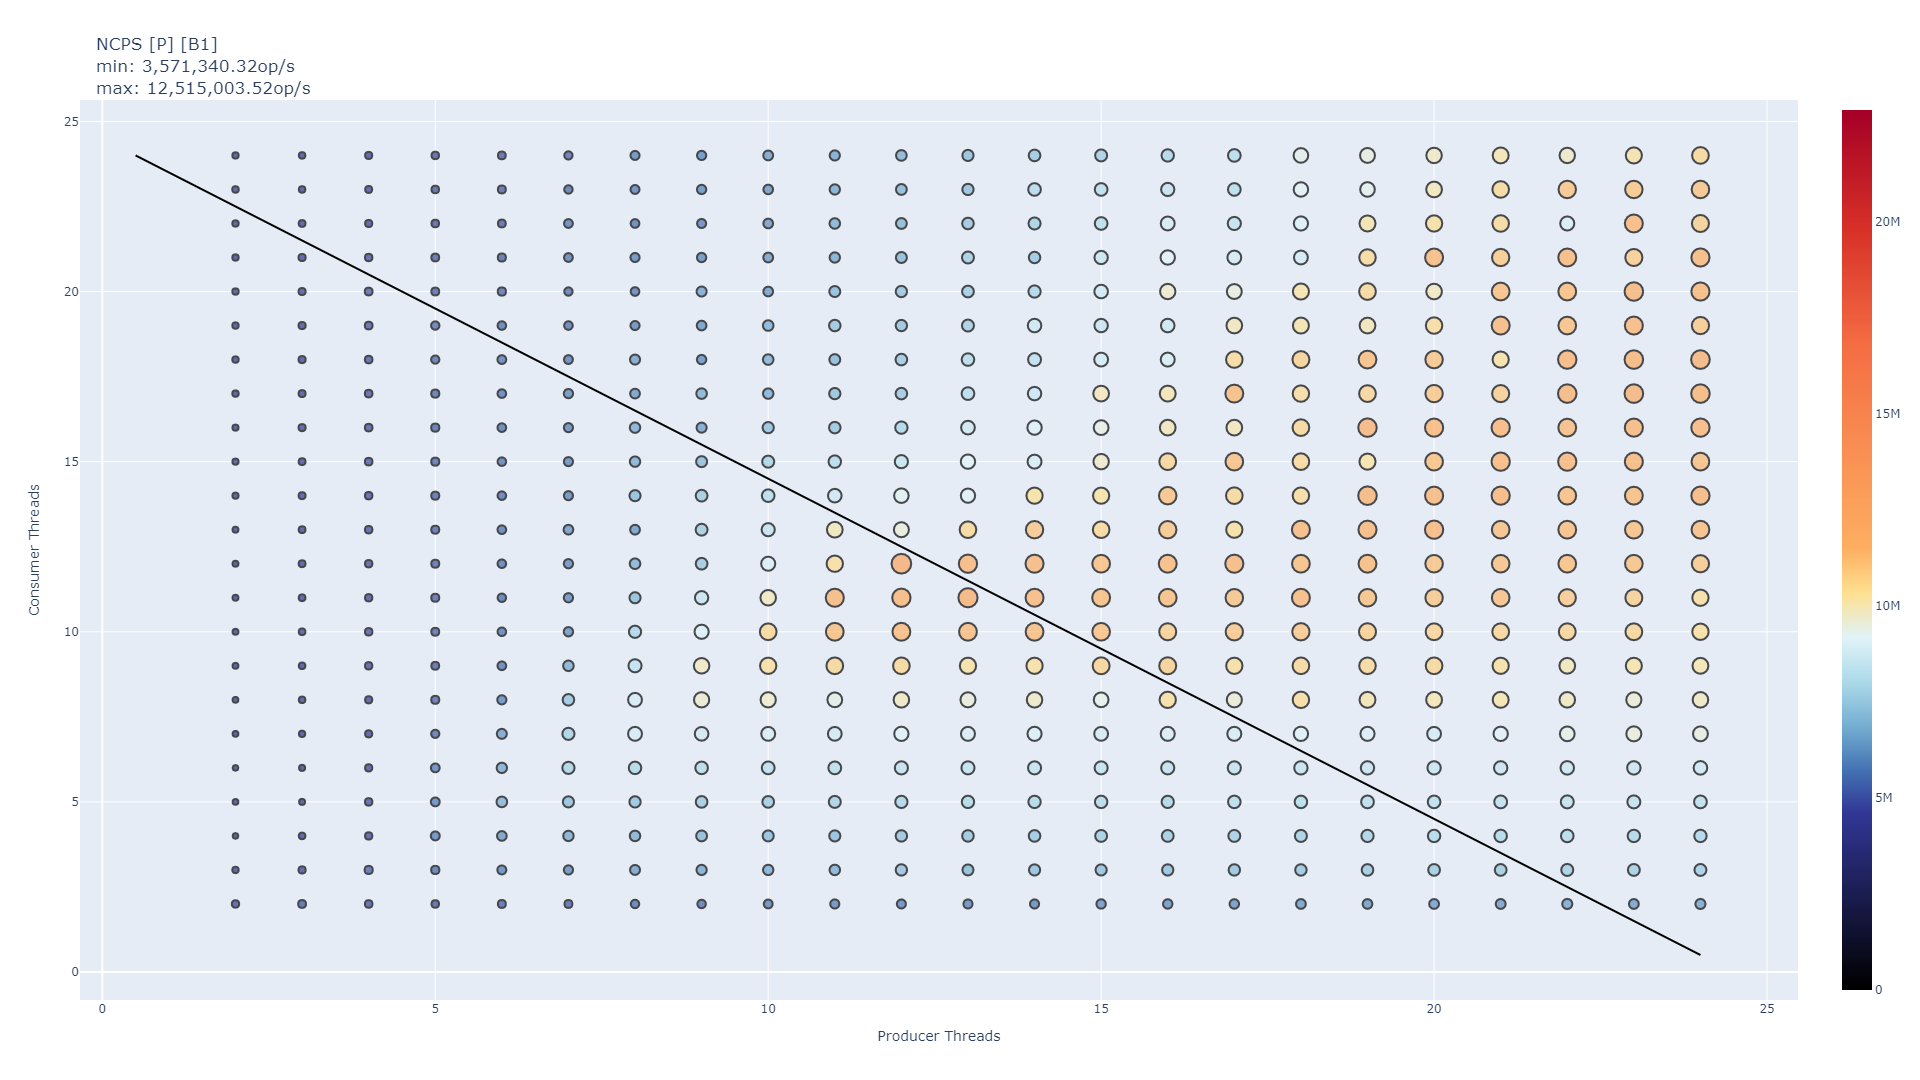 NCPS [P] [B1]
min: 3,571,340.32op/s
max: 12,515,003.52op/s
25
20
15
10
5
0
Consumer Threads
0
5
10
15
20
25
Producer Threads
20M
15M
10M
5M
0